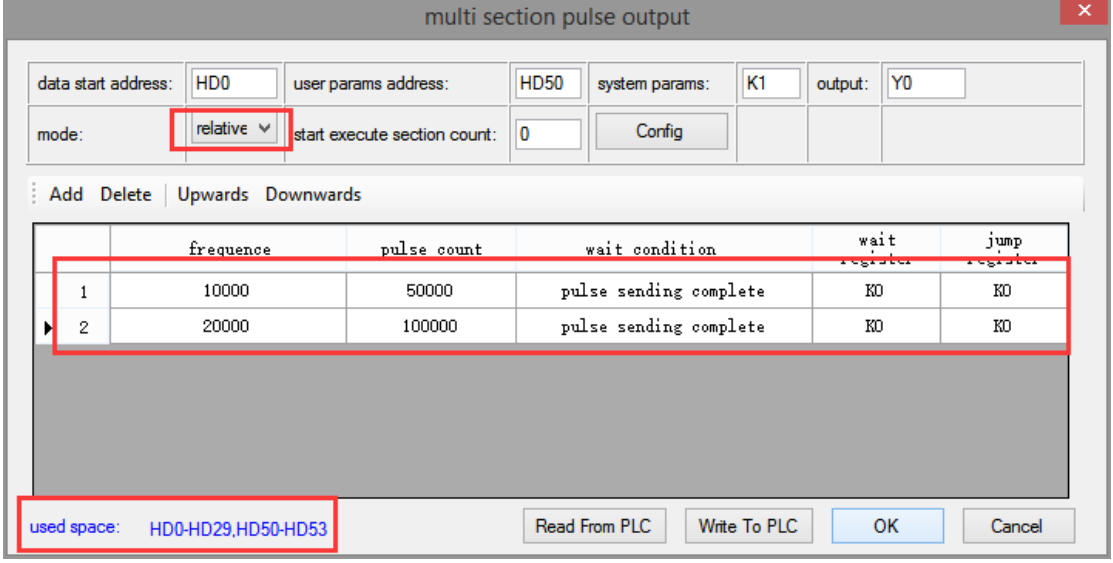 multi section pulse output
data start address: HD0 user params address: HD50 system params: K1 output: Y0
mode: relative start execute section count: 0 Config
Add Delete Upwards Downwards
frequence pulse count wait condition wait register jump register
1 10000 50000 pulse sending complete K0 K0
2 20000 100000 pulse sending complete K0 K0
used space: HD0-HD29,HD50-HD53 Read From PLC Write To PLC OK Cancel